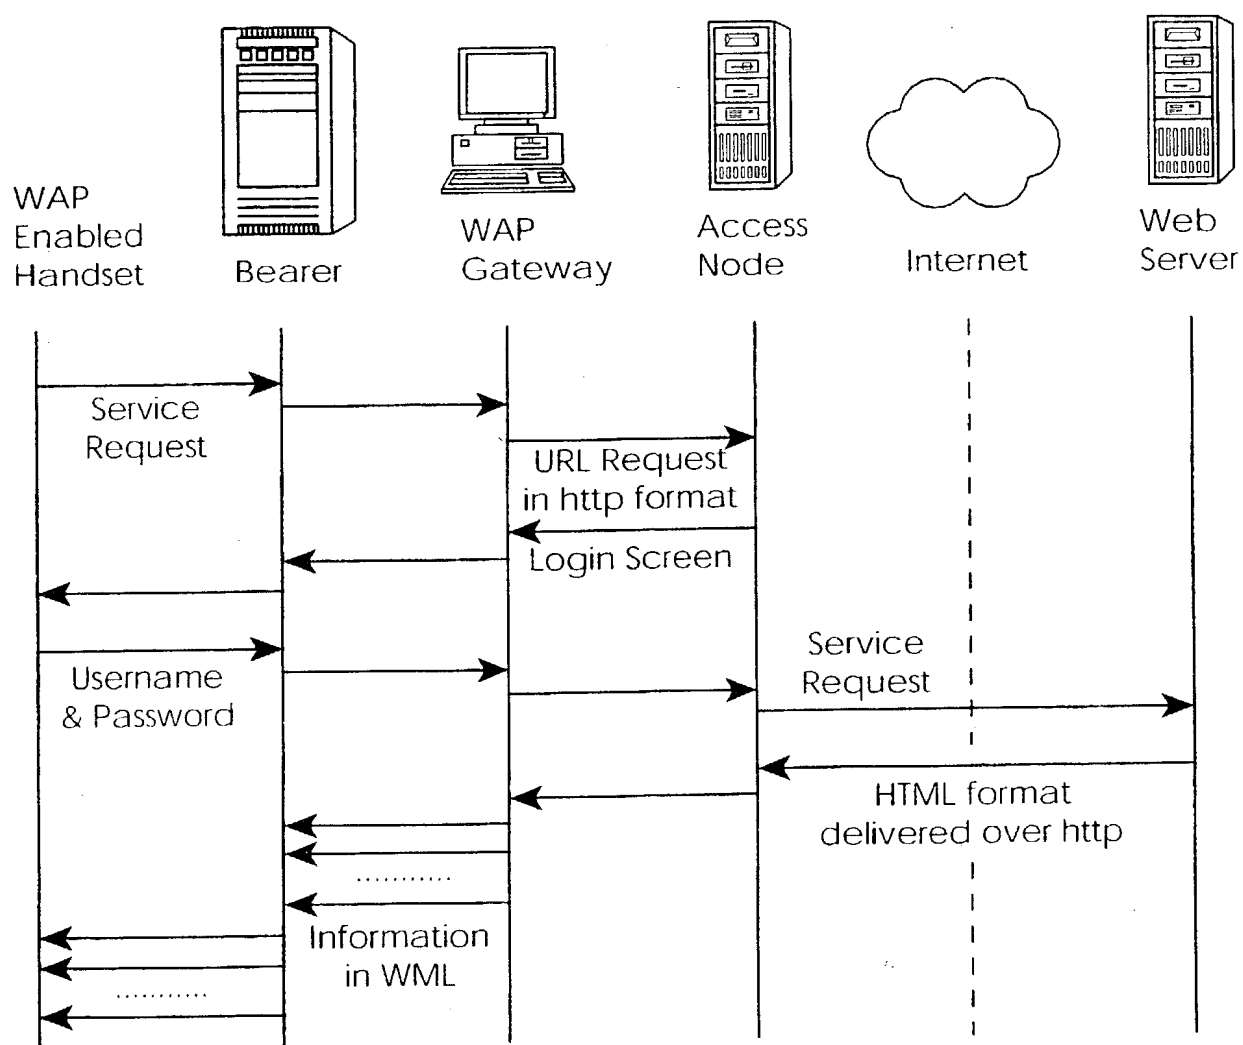 WAP
Enabled
Handset
Bearer
WAP
Gateway
Access
Node
Internet
Web
Server
Service
Request
URL Request
in http format
Login Screen
Username
& Password
Service
Request
HTML format
delivered over http
...........
Information
in WML
...........